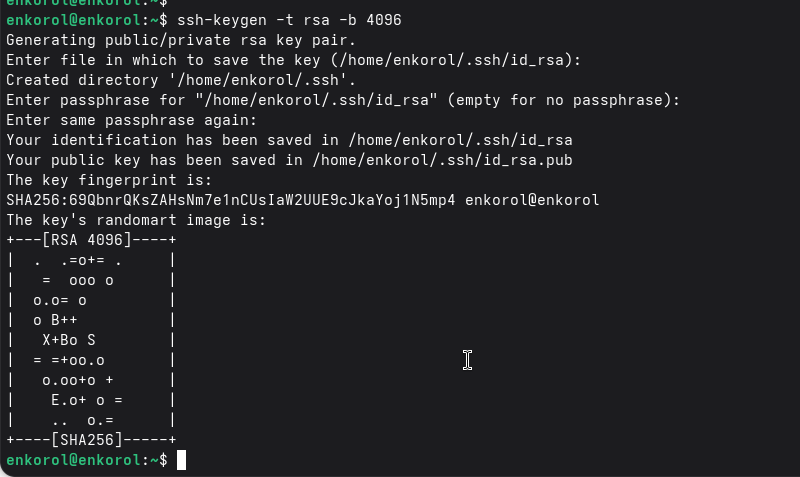 enkorol@enkorol:~$
enkorol@enkorol:~$ ssh-keygen -t rsa -b 4096
Generating public/private rsa key pair.
Enter file in which to save the key (/home/enkorol/.ssh/id_rsa):
Created directory '/home/enkorol/.ssh'.
Enter passphrase for "/home/enkorol/.ssh/id_rsa" (empty for no passphrase):
Enter same passphrase again:
Your identification has been saved in /home/enkorol/.ssh/id_rsa
Your public key has been saved in /home/enkorol/.ssh/id_rsa.pub
The key fingerprint is:
SHA256:69QbnrQKsZAHsNm7e1nCUsIaW2UUE9cJkaYoj1N5mp4 enkorol@enkorol
The key's randomart image is:
+---[RSA 4096]----+
|  .  .=o+= .     |
|   =  ooo o      |
|  o.o= o         |
|  o B++          |
|   X+Bo S        |
|  = =+oo.o       |
|   o.oo+o +      |
|    E.o+ o =     |
|    ..  o.=      |
+----[SHA256]-----+
enkorol@enkorol:~$